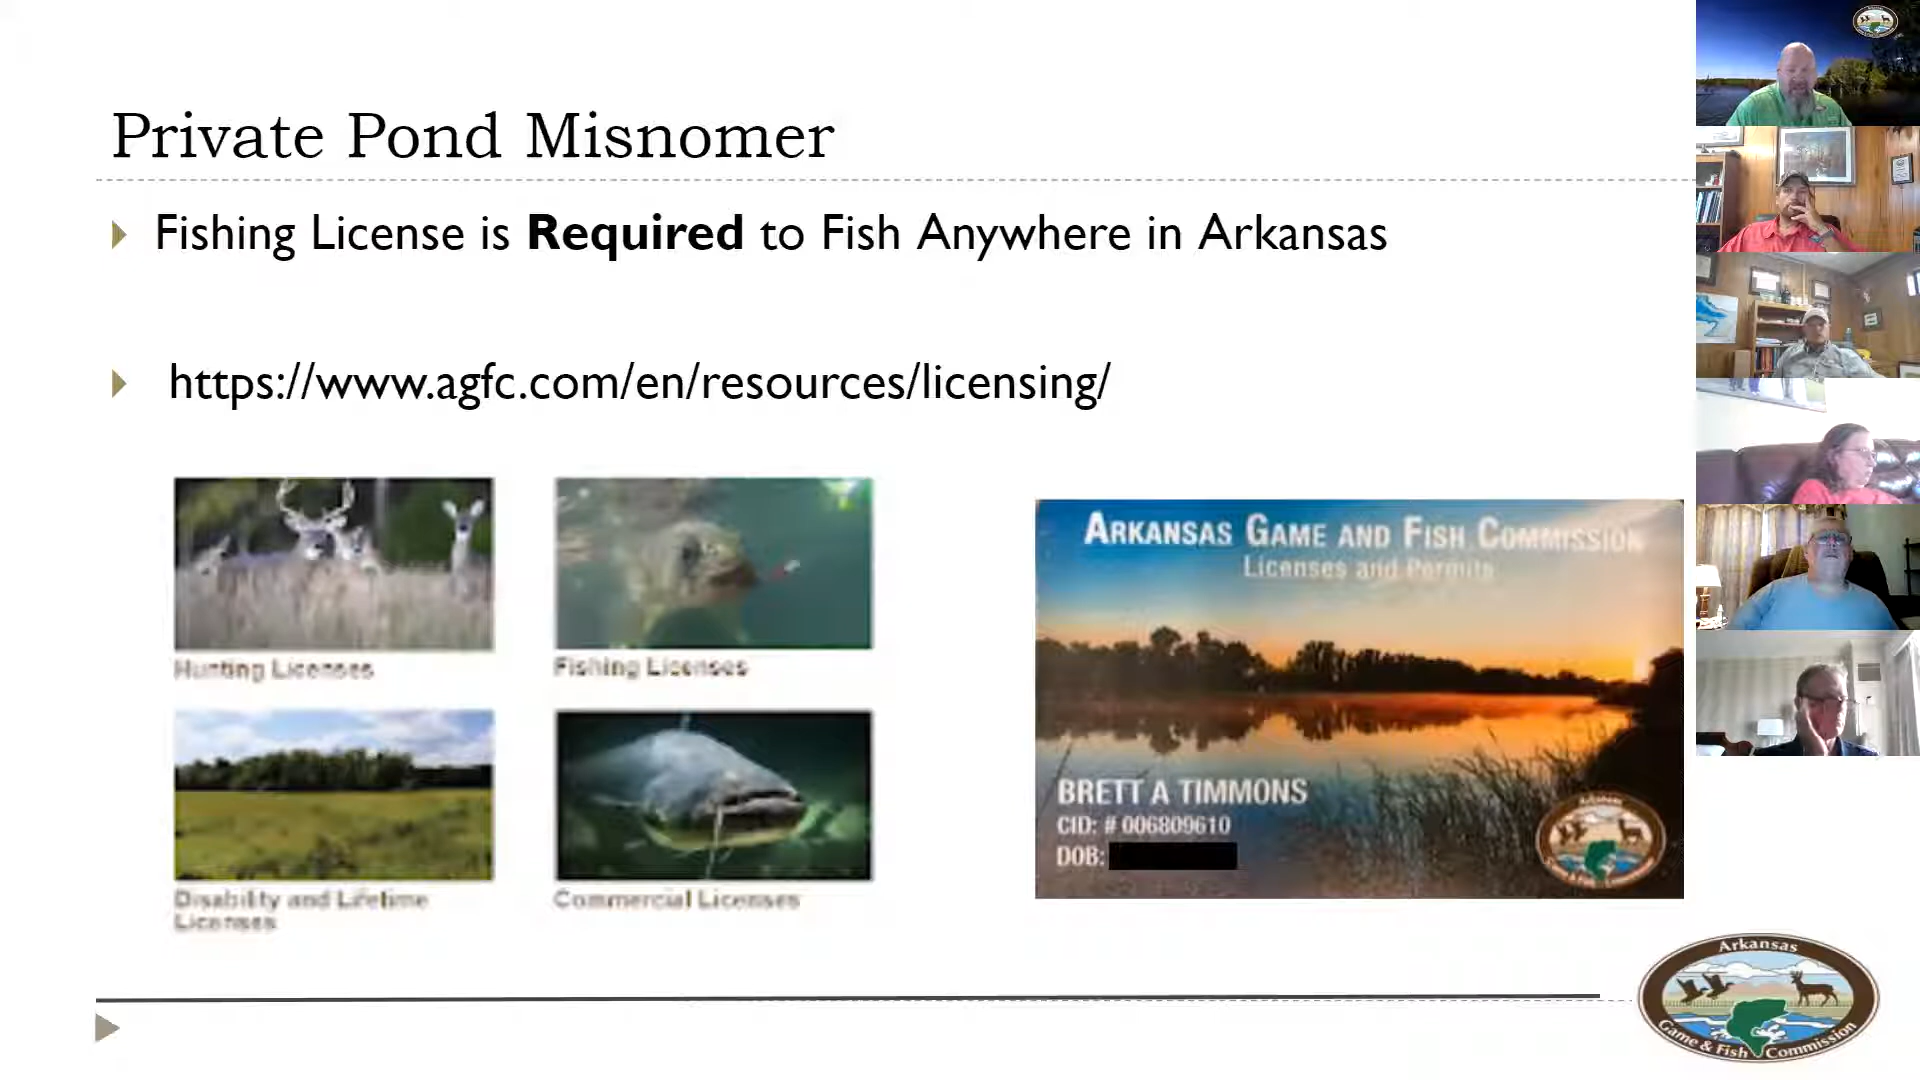 Private Pond Misnomer
Fishing License is Required to Fish Anywhere in Arkansas
https://www.agfc.com/en/resources/licensing/
Hunting Licenses
Fishing Licenses
Disability and Lifetime
Licenses
Commercial Licenses
ARKANSAS GAME AND FISH COMMISSION
Licenses and Permits
BRETT A TIMMONS
CID: # 006809610
DOB:
Arkansas
Game & Fish Commission